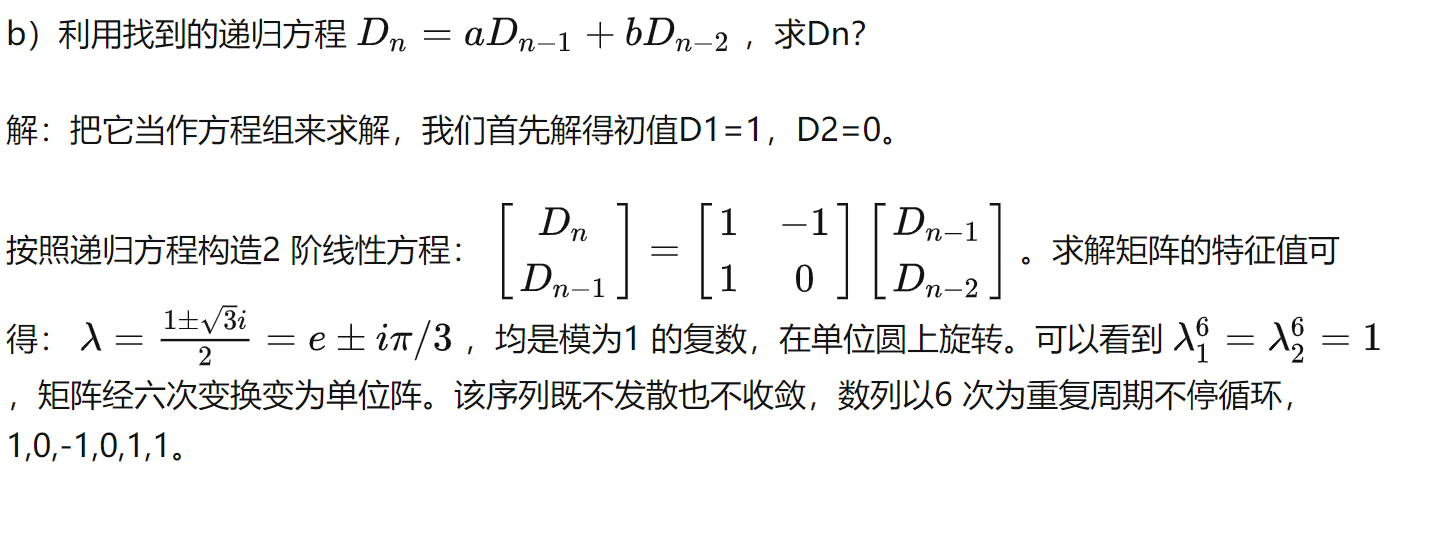 b）利用找到的递归方程 $D_n = aD_{n-1} + bD_{n-2}$ ，求Dn？
解：把它当作方程组来求解，我们首先解得初值D1=1，D2=0。
按照递归方程构造2 阶线性方程： $\begin{bmatrix} D_n \\ D_{n-1} \end{bmatrix} = \begin{bmatrix} 1 & -1 \\ 1 & 0 \end{bmatrix} \begin{bmatrix} D_{n-1} \\ D_{n-2} \end{bmatrix}$ 。求解矩阵的特征值可
得： $\lambda = \frac{1 \pm \sqrt{3}i}{2} = e \pm i\pi/3$ ，均是模为1 的复数，在单位圆上旋转。可以看到 $\lambda_1^6 = \lambda_2^6 = 1$
，矩阵经六次变换变为单位阵。该序列既不发散也不收敛，数列以6 次为重复周期不停循环，
1,0,-1,0,1,1。